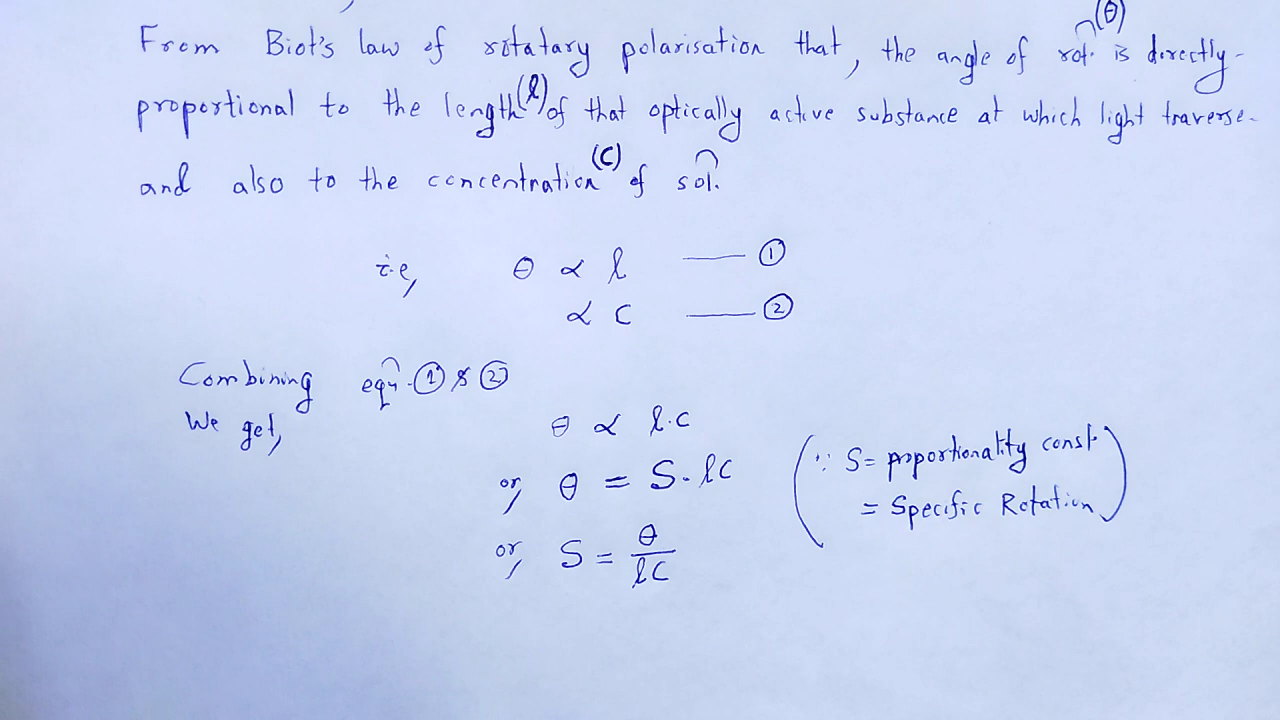 From Biot's law of rotatary polarisation that, the angle of rot. (θ) is directly-
proportional to the length (l) of that optically active substance at which light traverse-
and also to the concentration (C) of sol.
i.e, θ ∝ l —— ①
∝ C —— ②
Combining eqn. ① & ②
We get,
θ ∝ l.C
or, θ = S.lC
(∵ S = proportionality const.
= Specific Rotation)
or, S = θ/lC